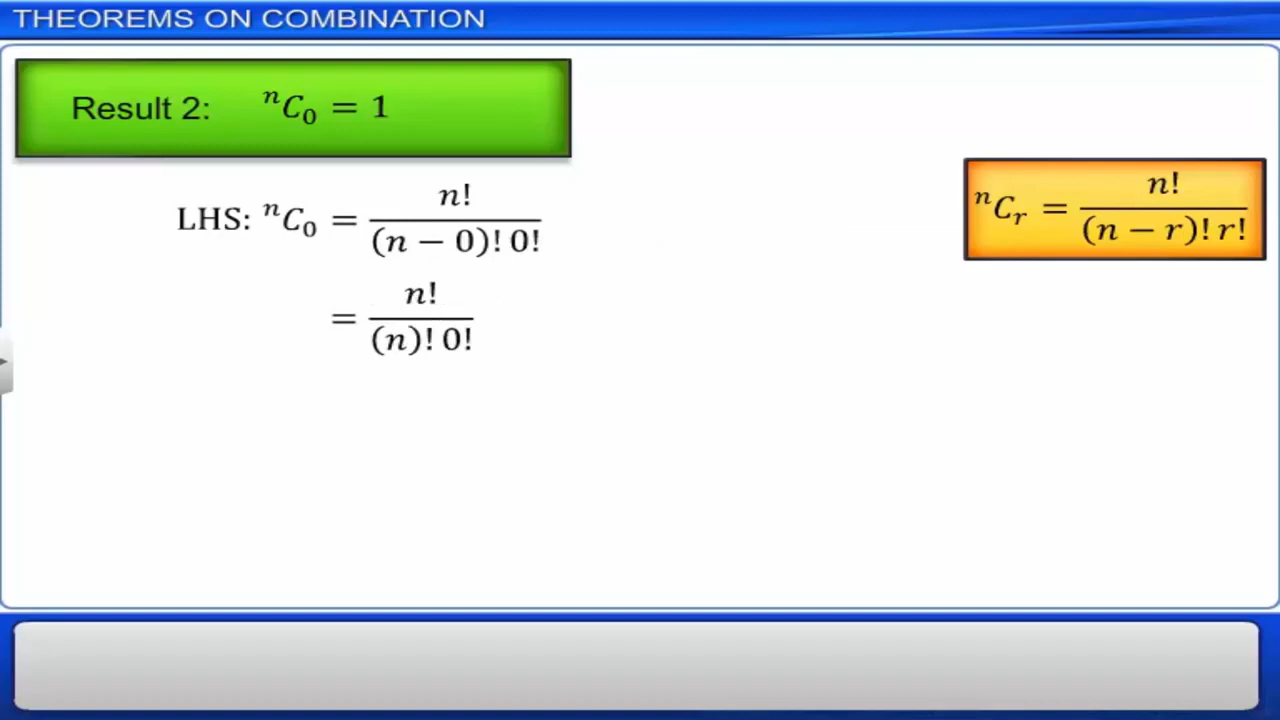 THEOREMS ON COMBINATION
Result 2: ⁿC₀ = 1
LHS: ⁿC₀ = n! / (n − 0)! 0!
ⁿCᵣ = n! / (n − r)! r!
= n! / (n)! 0!